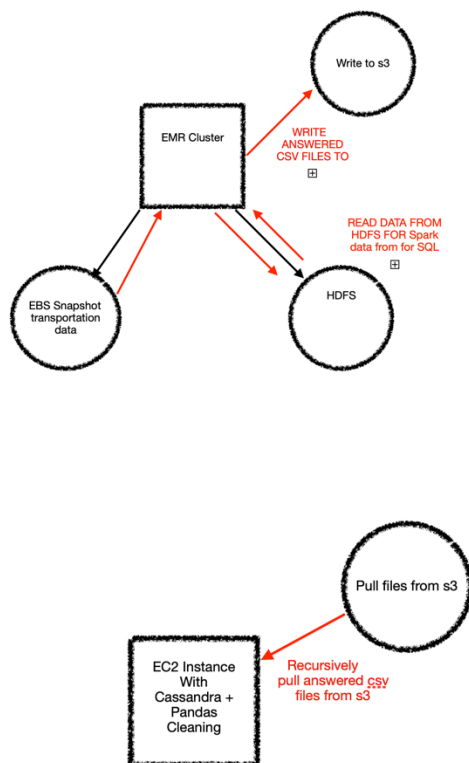 Write to s3
EMR Cluster
WRITE
ANSWERED
CSV FILES TO
READ DATA FROM
HDFS FOR Spark
data from for SQL
EBS Snapshot
transportation
data
HDFS
Pull files from s3
EC2 Instance
With
Cassandra +
Pandas
Cleaning
Recursively
pull answered csv
files from s3